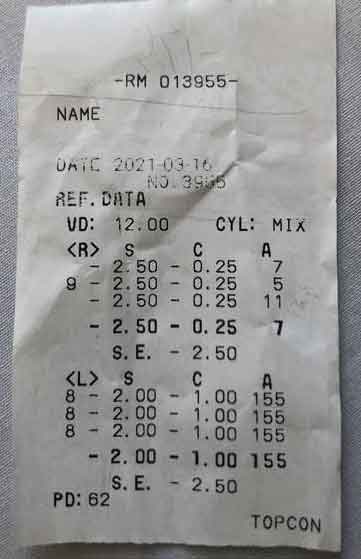 -RM 013955-
NAME
DATE 2021-03-16
NO. 3955
REF. DATA
VD: 12.00 CYL: MIX
<R> S C A
- 2.50 - 0.25 7
9 - 2.50 - 0.25 5
- 2.50 - 0.25 11
- 2.50 - 0.25 7
S.E. - 2.50
<L> S C A
8 - 2.00 - 1.00 155
8 - 2.00 - 1.00 155
8 - 2.00 - 1.00 155
- 2.00 - 1.00 155
S.E. - 2.50
PD: 62
TOPCON